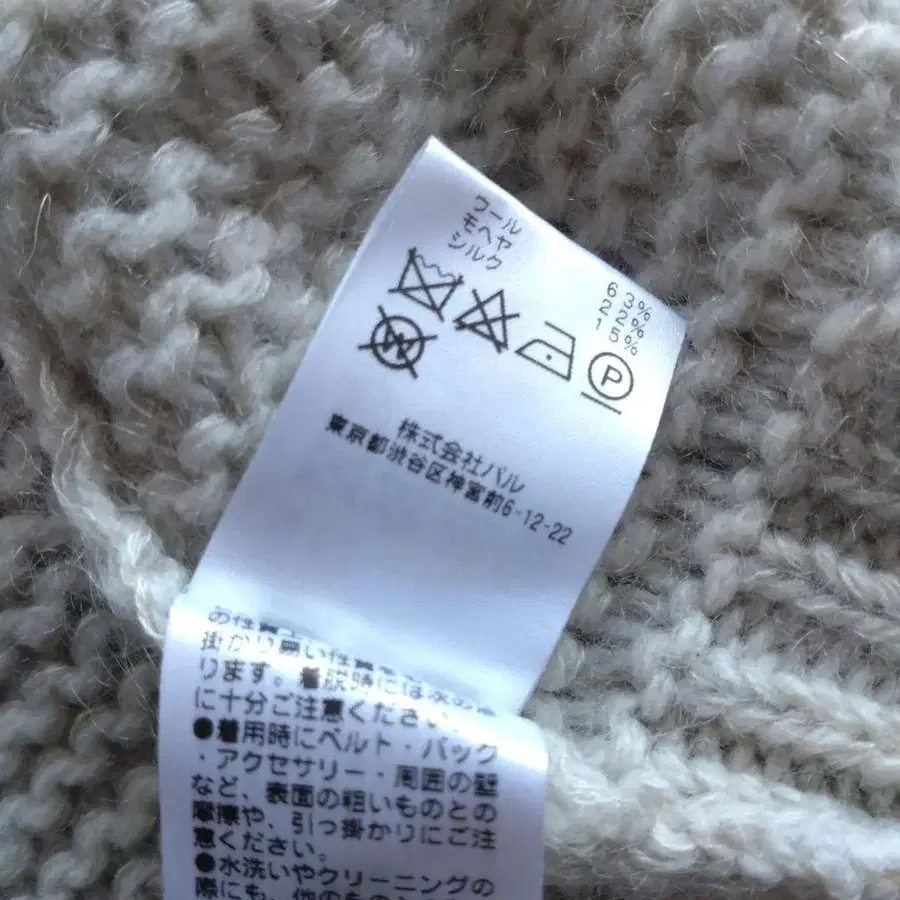 ウール 63%
モヘヤ 22%
シルク 15%
P
W
株式会社パル
東京都渋谷区神宮前6-12-22
の性質
掛かり易い性質
ります。着脱時には
に十分ご注意ください。
●着用時にベルト・バック
・アクセサリー・周囲の壁
など、表面の粗いものとの
摩擦や、引っ掛かりにご注
意ください。
●水洗いやクリーニングの
際にも、他のもの